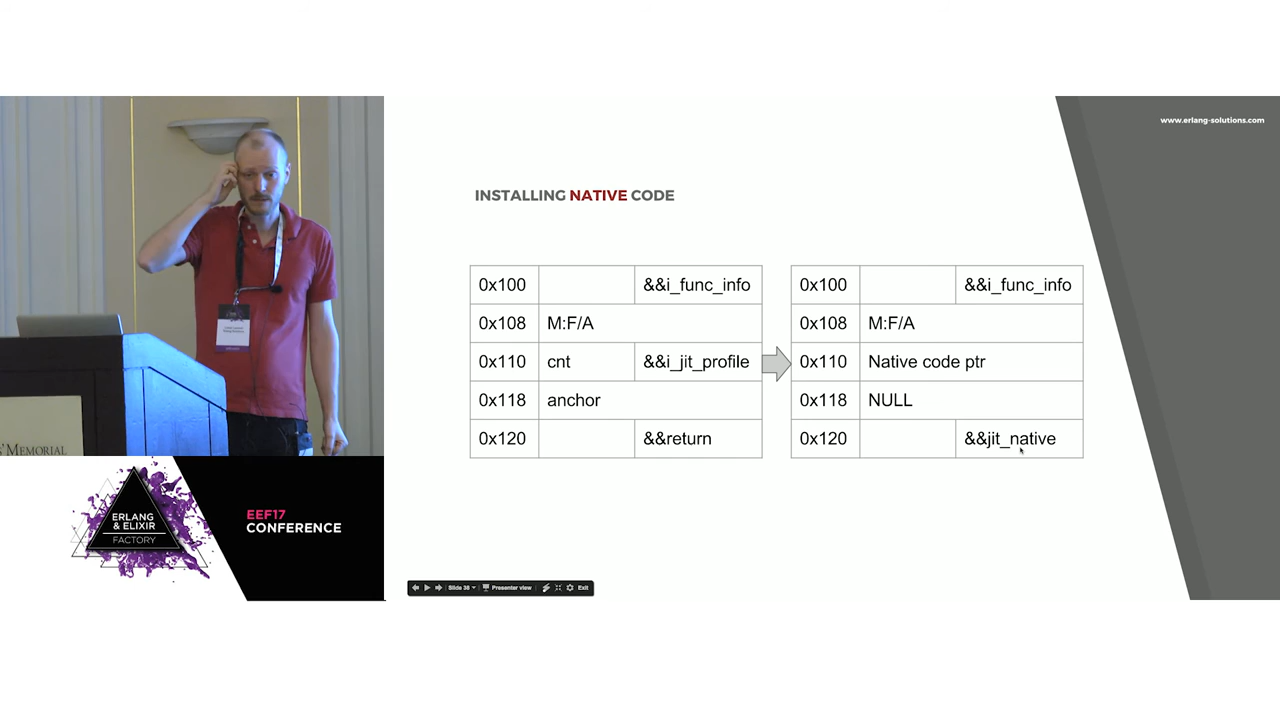 www.erlang-solutions.com
INSTALLING NATIVE CODE
0x100 &&i_func_info
0x108 M:F/A
0x110 cnt &&i_jit_profile
0x118 anchor
0x120 &&return
0x100 &&i_func_info
0x108 M:F/A
0x110 Native code ptr
0x118 NULL
0x120 &&jit_native
MEMORIAL
ERLANG
& ELIXIR
FACTORY
EEF17
CONFERENCE
Slide 38 Presenter view Exit